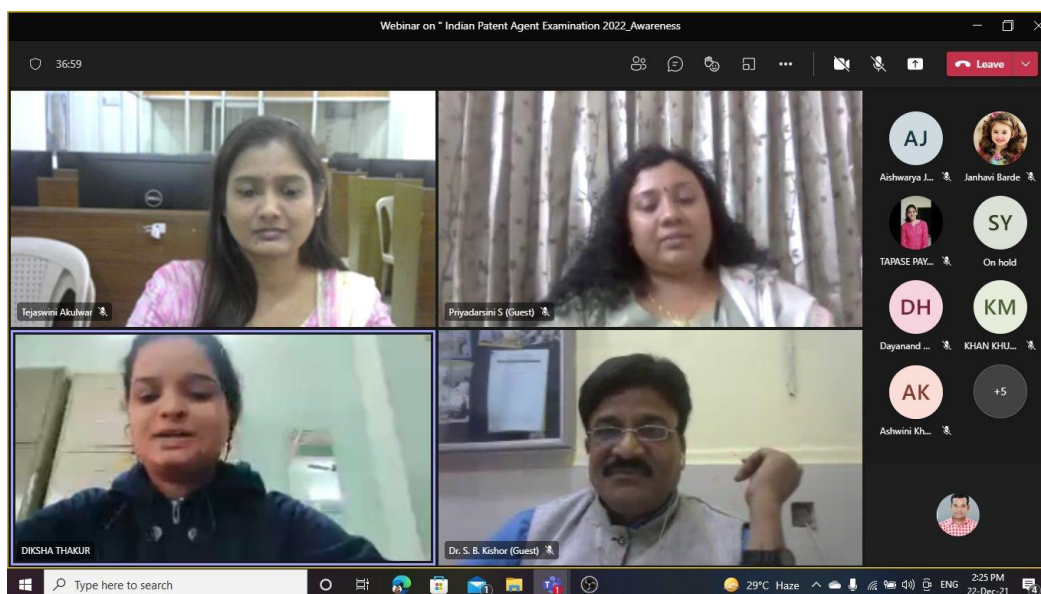 Webinar on " Indian Patent Agent Examination 2022_Awareness
36:59
Leave
Tejaswini Akulwar
Priyadarsini S (Guest)
DIKSHA THAKUR
Dr. S. B. Kishor (Guest)
AJ
Aishwarya J...
Janhavi Barde
TAPASE PAY...
SY
On hold
DH
Dayanand ...
KM
KHAN KHU...
AK
Ashwini Kh...
+5
DELL
Type here to search
29°C Haze
ENG
2:25 PM
22-Dec-21
4